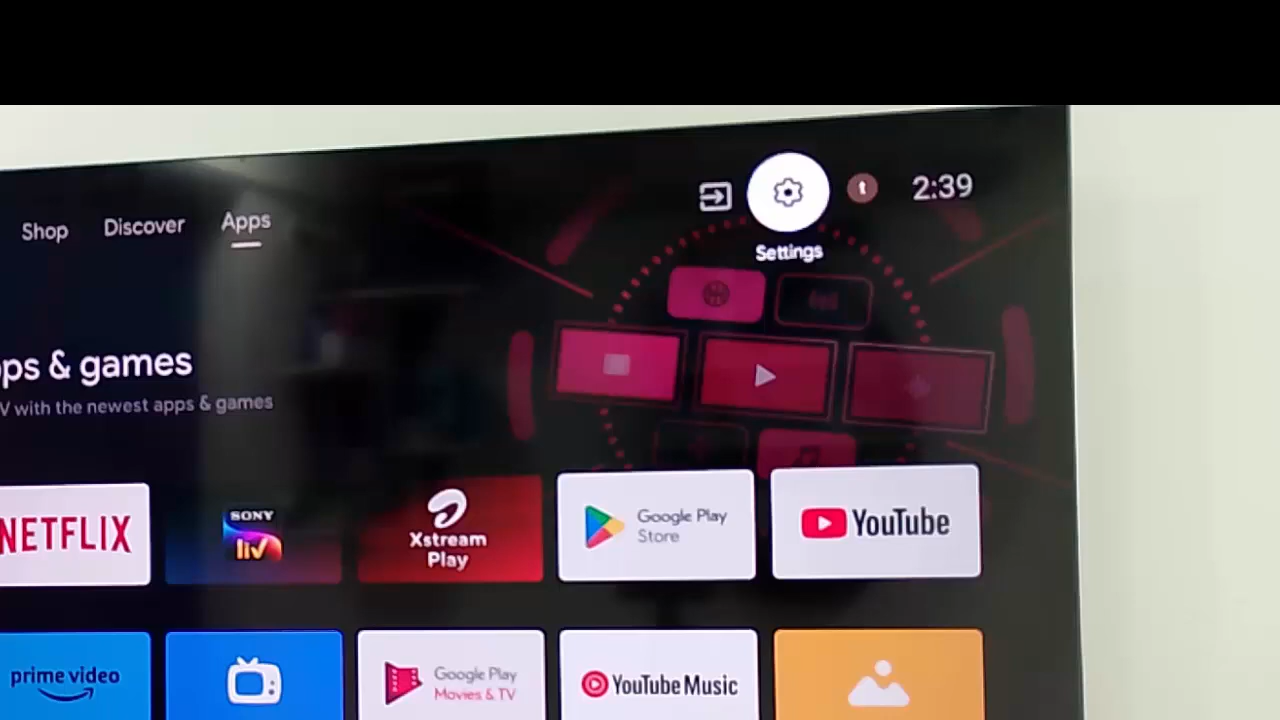 Shop Discover Apps
t 2:39
Settings
& games
with the newest apps & games
NETFLIX
SONY
liv
Xstream
Play
Google Play
Store
YouTube
prime video
Google Play
Movies & TV
YouTube Music